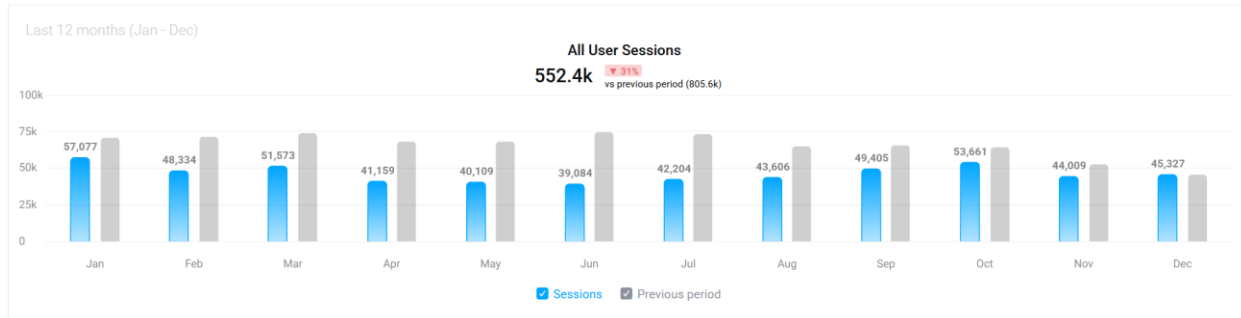 Last 12 months (Jan - Dec)
All User Sessions
552.4k ▼ 31%
vs previous period (805.6k)
100k
75k
50k
25k
0
57,077
48,334
51,573
41,159
40,109
39,084
42,204
43,606
49,405
53,661
44,009
45,327
Jan Feb Mar Apr May Jun Jul Aug Sep Oct Nov Dec
Sessions Previous period